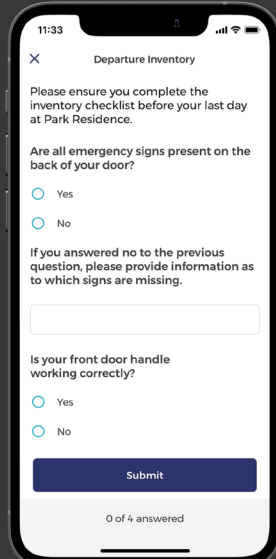 11:33
Departure Inventory
Please ensure you complete the
inventory checklist before your last day
at Park Residence.
Are all emergency signs present on the
back of your door?
Yes
No
If you answered no to the previous
question, please provide information as
to which signs are missing.
Is your front door handle
working correctly?
Yes
No
Submit
0 of 4 answered